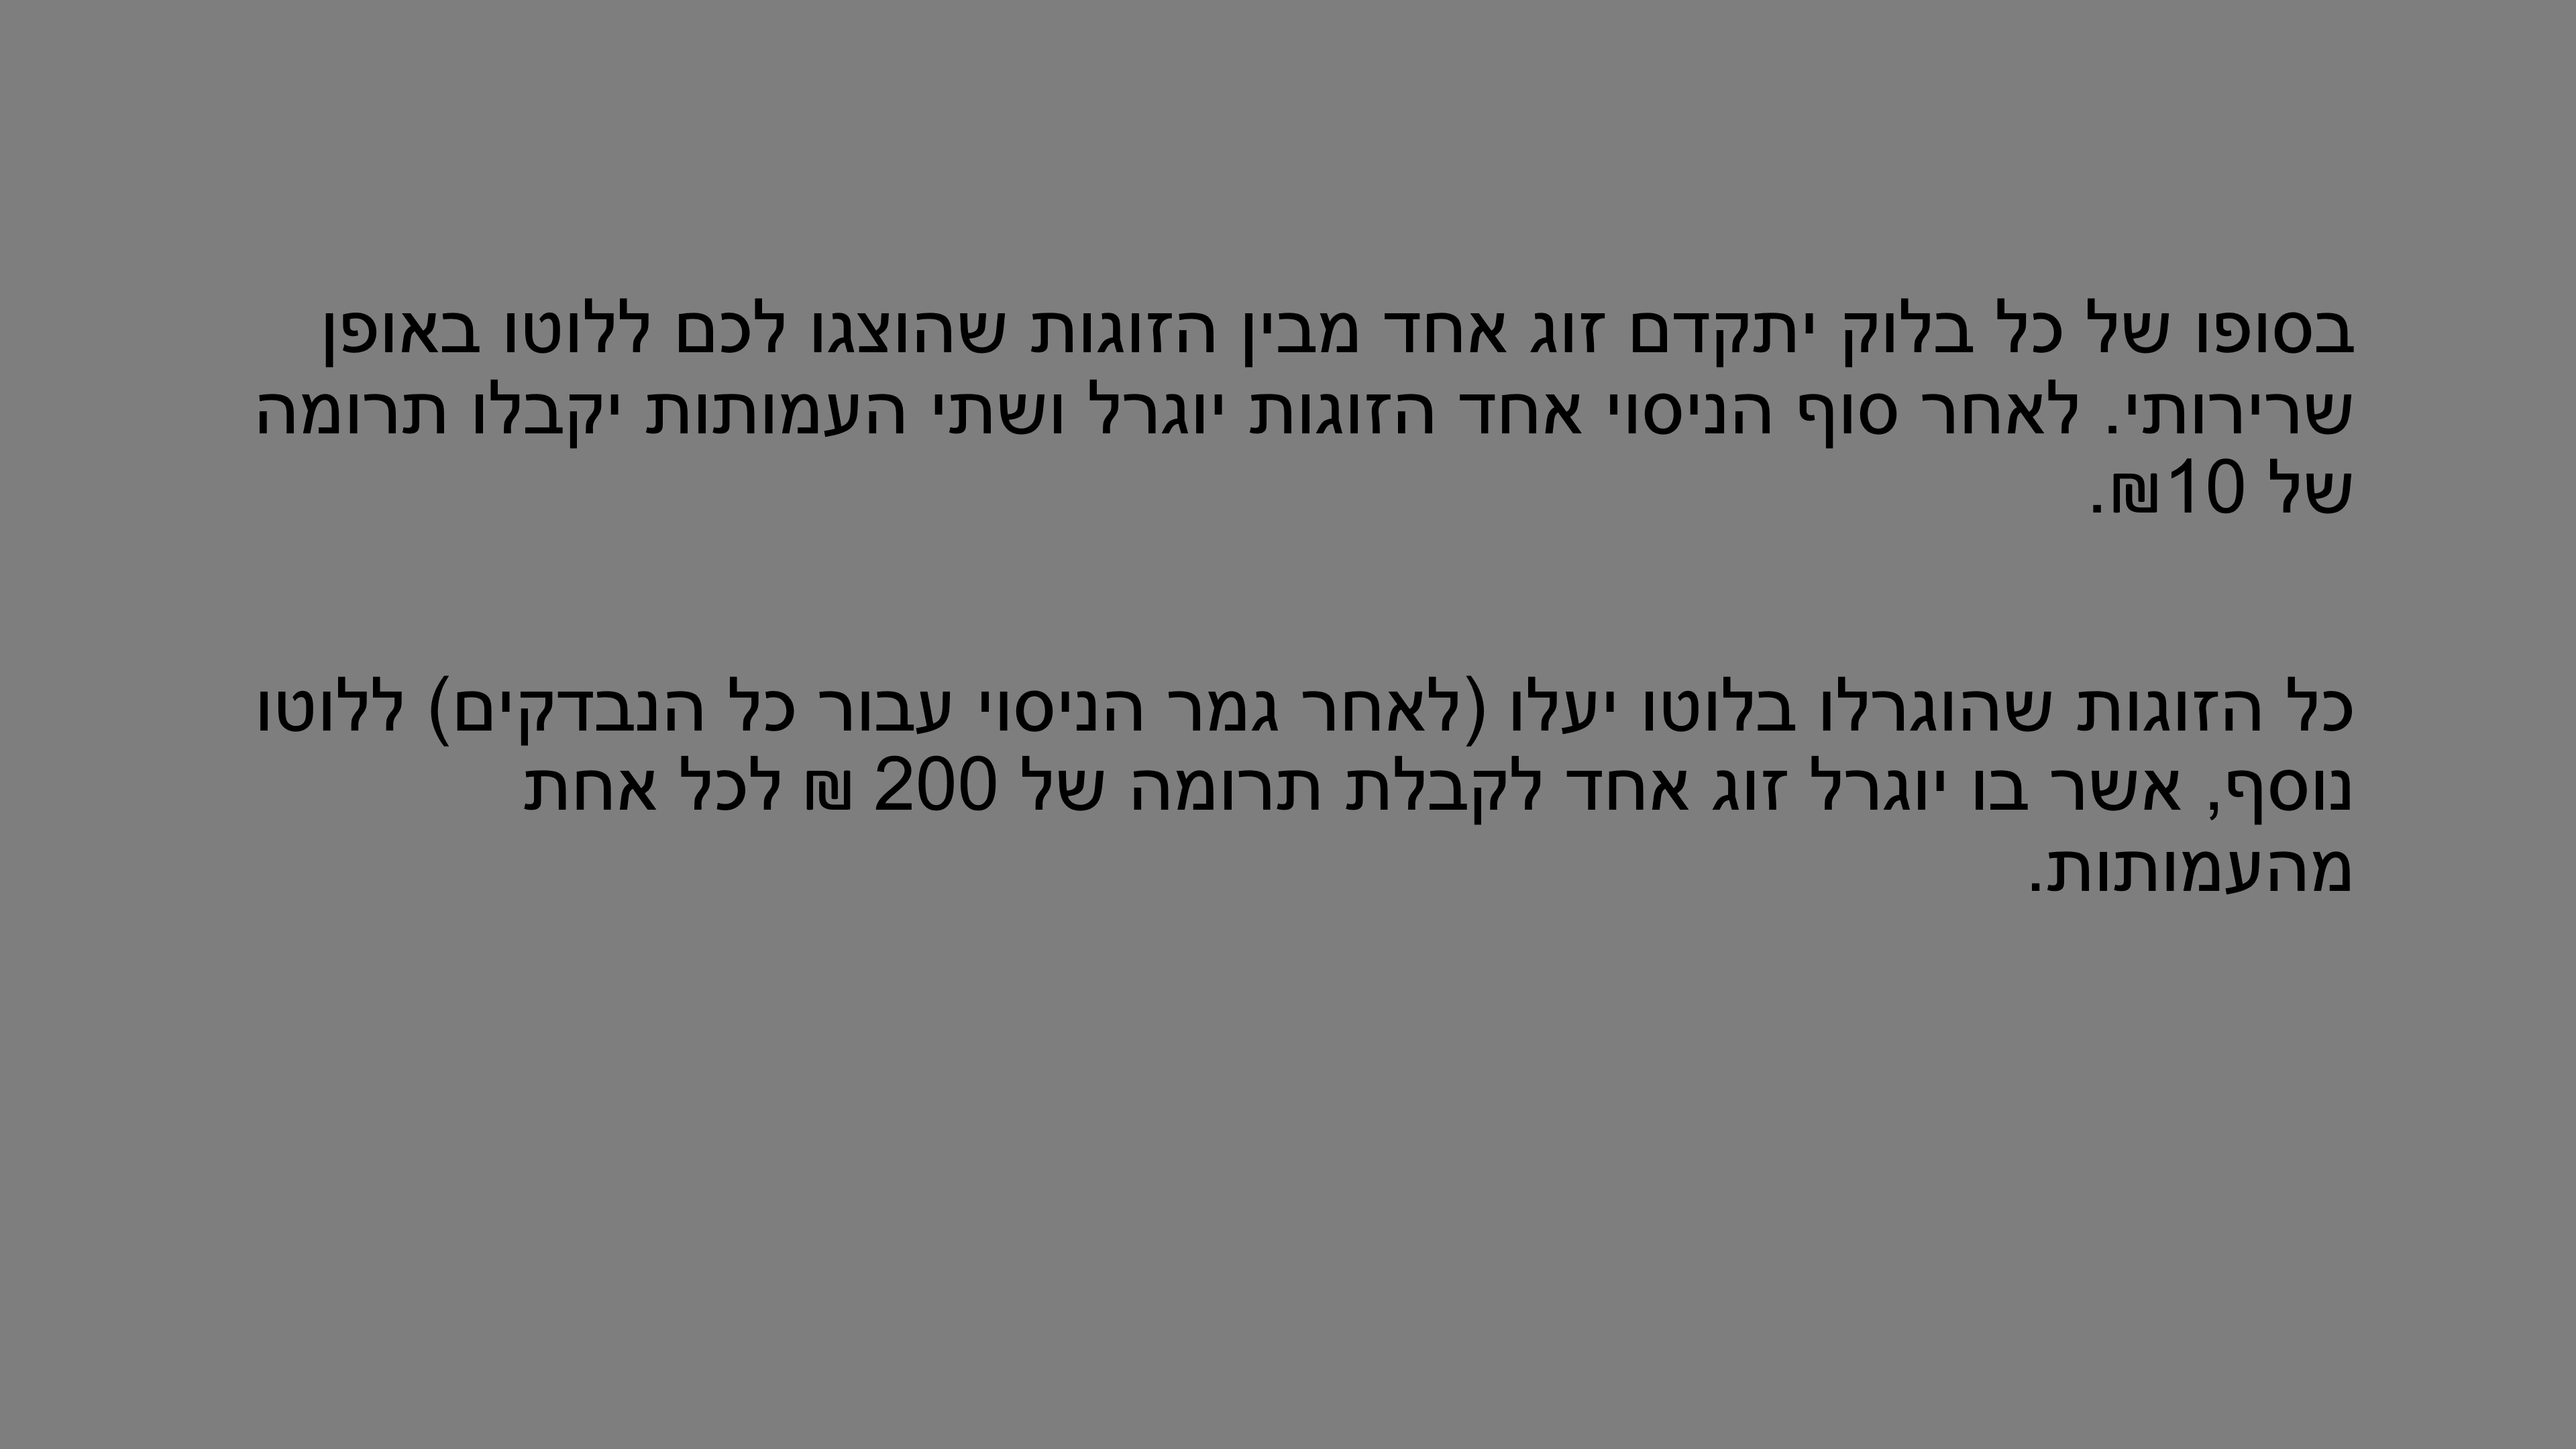 בסופו של כל בלוק יתקדם זוג אחד מבין הזוגות שהוצגו לכם ללוטו באופן
שרירותי. לאחר סוף הניסוי אחד הזוגות יוגרל ושתי העמותות יקבלו תרומה
של 10₪.
כל הזוגות שהוגרלו בלוטו יעלו (לאחר גמר הניסוי עבור כל הנבדקים) ללוטו
נוסף, אשר בו יוגרל זוג אחד לקבלת תרומה של 200 ₪ לכל אחת
מהעמותות.